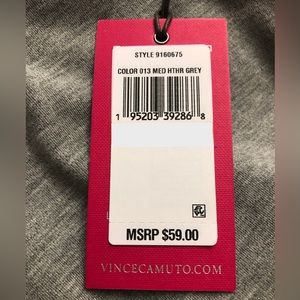 STYLE 9160675
COLOR 013 MED HTHR GREY
1 95203 39286 8
MSRP $59.00
VINCECAMUTO.COM